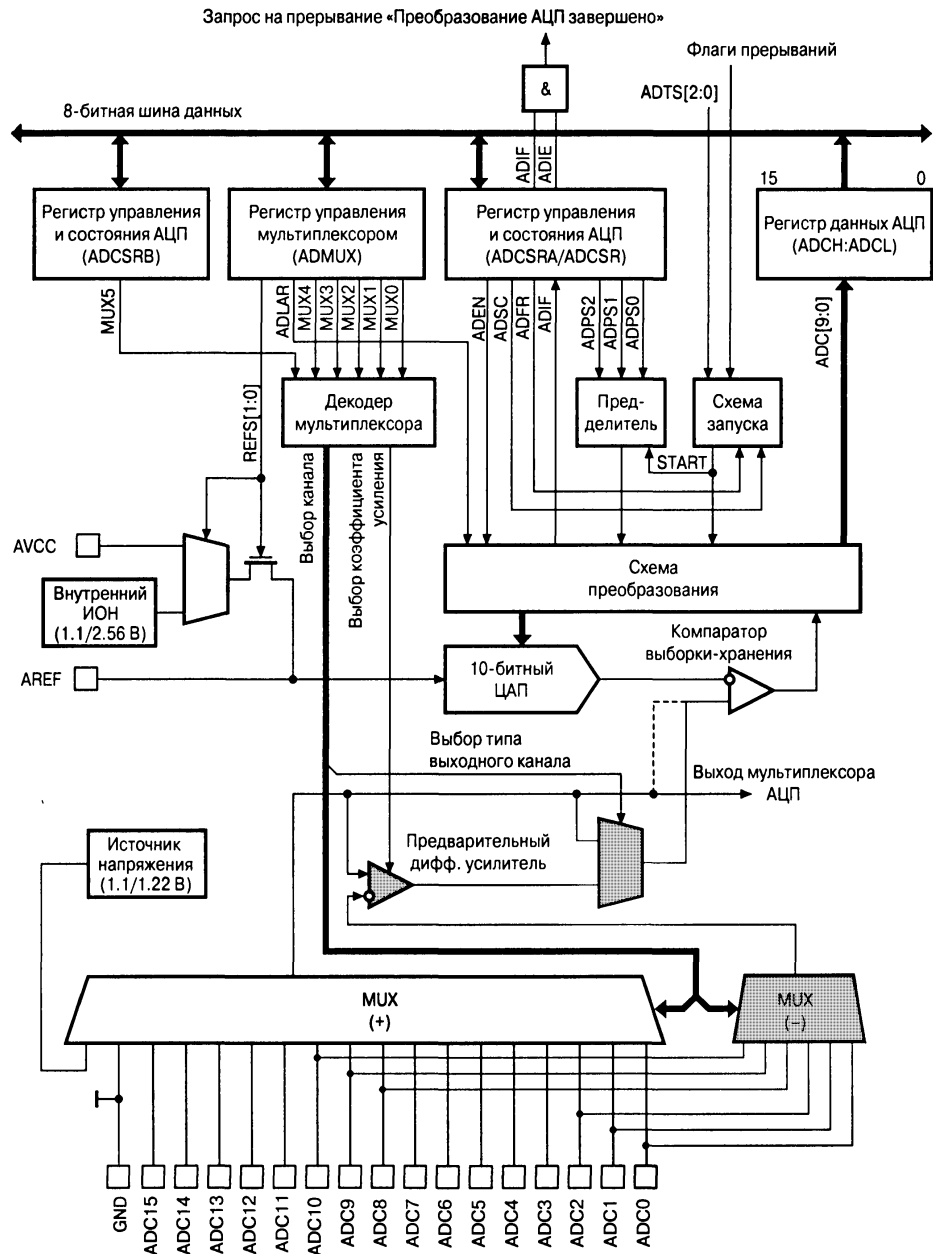 Запрос на прерывание «Преобразование АЦП завершено»
Флаги прерываний
&
ADTS[2:0]
8-битная шина данных
ADIF
ADIE
15
0
Регистр управления
и состояния АЦП
(ADCSRB)
Регистр управления
мультиплексором
(ADMUX)
Регистр управления
и состояния АЦП
(ADCSRA/ADCSR)
Регистр данных АЦП
(ADCH:ADCL)
MUX5
REFS[1:0]
ADLAR
MUX4
MUX3
MUX2
MUX1
MUX0
ADEN
ADSC
ADFR
ADIF
ADPS2
ADPS1
ADPS0
ADC[9:0]
Декодер
мультиплексора
Пред-
делитель
Схема
запуска
START
Выбор канала
Выбор коэффициента
усиления
AVCC
Внутренний
ИОН
(1.1/2.56 В)
AREF
Схема
преобразования
10-битный
ЦАП
Компаратор
выборки-хранения
Выбор типа
выходного канала
Выход мультиплексора
АЦП
Источник
напряжения
(1.1/1.22 В)
Предварительный
дифф. усилитель
MUX
(+)
MUX
(–)
GND
ADC15
ADC14
ADC13
ADC12
ADC11
ADC10
ADC9
ADC8
ADC7
ADC6
ADC5
ADC4
ADC3
ADC2
ADC1
ADC0